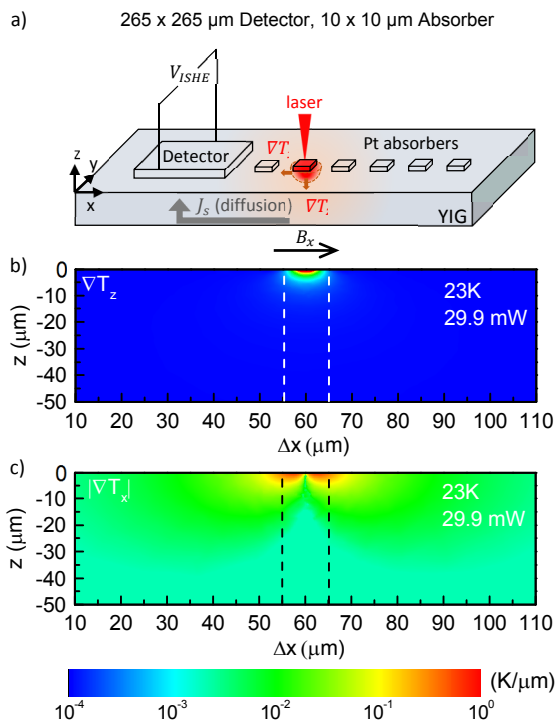 a) 265 x 265 µm Detector, 10 x 10 µm Absorber
V_ISHE
laser
∇T
Pt absorbers
Detector
z
y
x
∇T
J_s (diffusion)
YIG
B_x
b)
∇T_z
23K
29.9 mW
z (µm)
0
-10
-20
-30
-40
-50
10 20 30 40 50 60 70 80 90 100 110
Δx (µm)
c)
|∇T_x|
23K
29.9 mW
z (µm)
0
-10
-20
-30
-40
-50
10 20 30 40 50 60 70 80 90 100 110
Δx (µm)
(K/µm)
10⁻⁴ 10⁻³ 10⁻² 10⁻¹ 10⁰